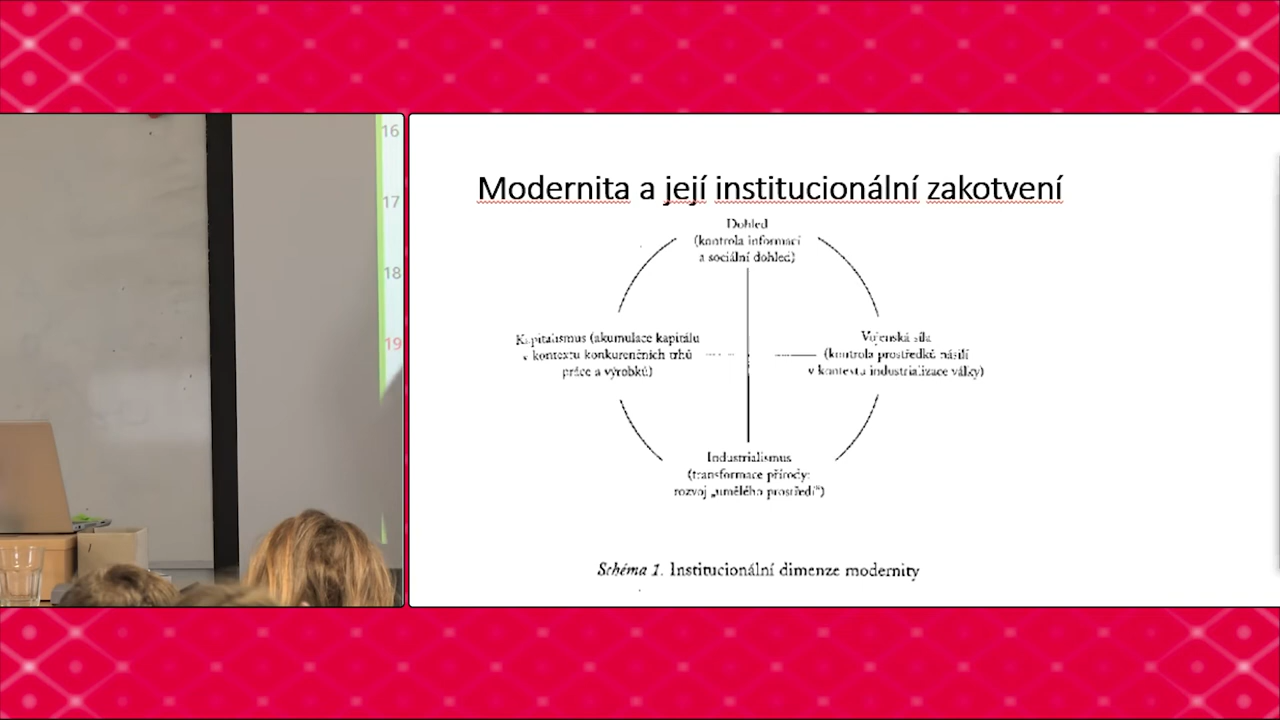 16
17
18
19
Modernita a její institucionální zakotvení
Dohled
(kontrola informací
a sociální dohled)
Kapitalismus (akumulace kapitálu
v kontextu konkurenčních trhů
práce a výrobků)
Vojenská síla
(kontrola prostředků násilí
v kontextu industrializace války)
Industrialismus
(transformace přírody:
rozvoj „umělého prostředí“)
Schéma 1. Institucionální dimenze modernity